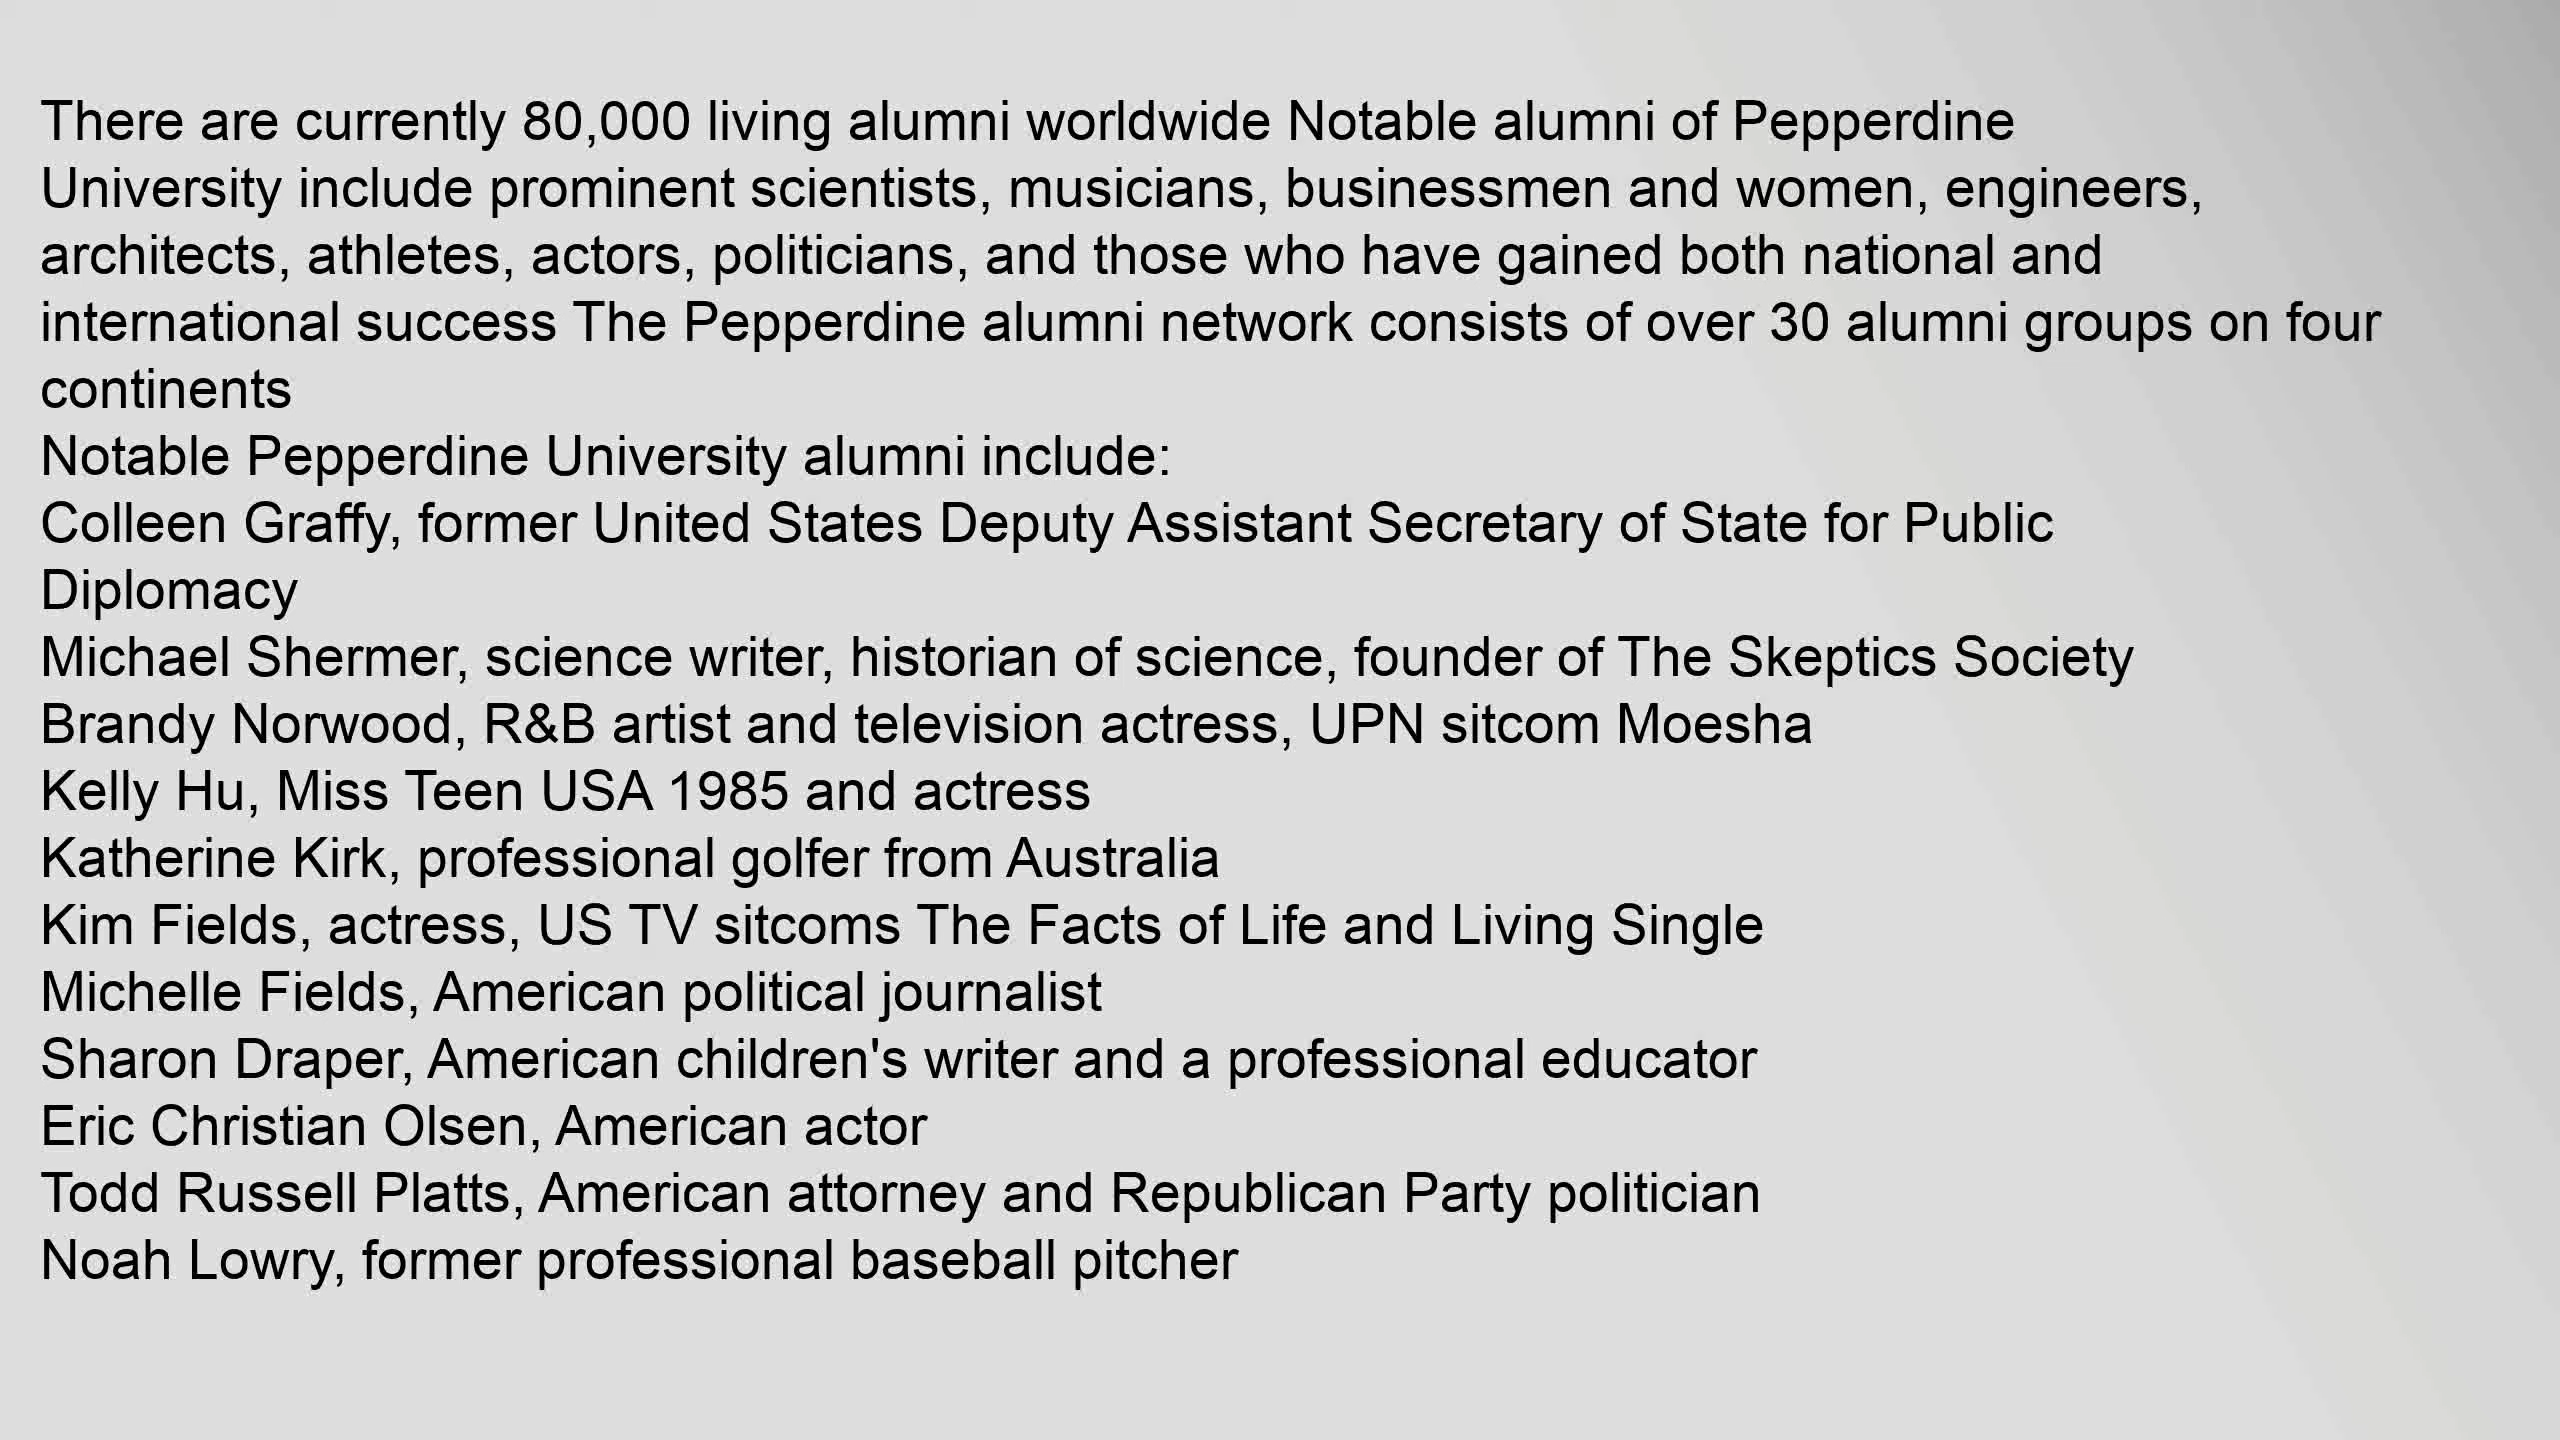 There are currently 80,000 living alumni worldwide Notable alumni of Pepperdine
University include prominent scientists, musicians, businessmen and women, engineers,
architects, athletes, actors, politicians, and those who have gained both national and
international success The Pepperdine alumni network consists of over 30 alumni groups on four
continents
Notable Pepperdine University alumni include:
Colleen Graffy, former United States Deputy Assistant Secretary of State for Public
Diplomacy
Michael Shermer, science writer, historian of science, founder of The Skeptics Society
Brandy Norwood, R&B artist and television actress, UPN sitcom Moesha
Kelly Hu, Miss Teen USA 1985 and actress
Katherine Kirk, professional golfer from Australia
Kim Fields, actress, US TV sitcoms The Facts of Life and Living Single
Michelle Fields, American political journalist
Sharon Draper, American children's writer and a professional educator
Eric Christian Olsen, American actor
Todd Russell Platts, American attorney and Republican Party politician
Noah Lowry, former professional baseball pitcher